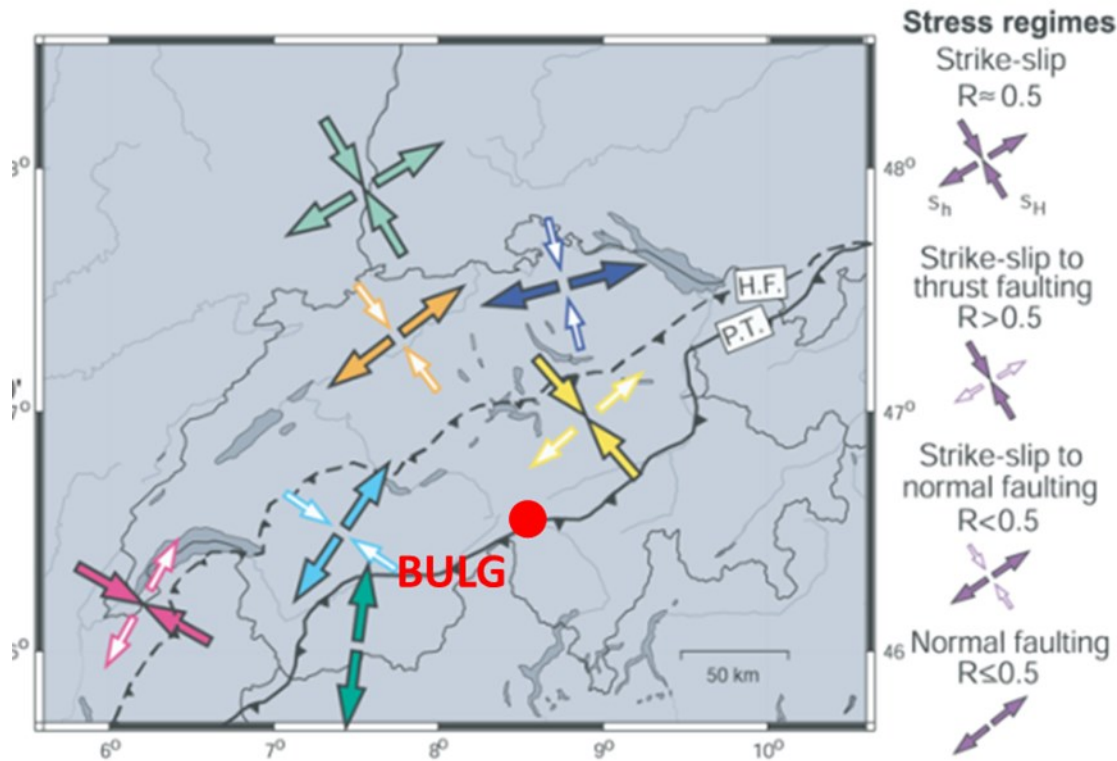 Stress regimes
Strike-slip
R≈0.5
Sh
SH
Strike-slip to
thrust faulting
R>0.5
Strike-slip to
normal faulting
R<0.5
Normal faulting
R≤0.5
H.F.
P.T.
BULG
50 km
48°
47°
46
6°
7°
8°
9°
10°